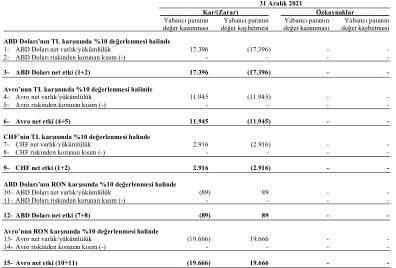 31 Aralık 2021
Kar/(Zarar) Özkaynaklar
Yabancı paranın Yabancı paranın Yabancı paranın Yabancı paranın
değer kazanması değer kaybetmesi değer kazanması değer kaybetmesi
ABD Doları'nın TL karşısında %10 değerlenmesi halinde
1- ABD Doları net varlık/yükümlülük 17.396 (17.396) - -
2- ABD Doları riskinden korunan kısım (-) - - - -
3- ABD Doları net etki (1+2) 17.396 (17.396) - -
Avro'nun TL karşısında %10 değerlenmesi halinde
4- Avro net varlık/yükümlülük 11.945 (11.945) - -
5- Avro riskinden korunan kısım (-) - - - -
6- Avro net etki (4+5) 11.945 (11.945) - -
CHF'nin TL karşısında %10 değerlenmesi halinde
7- CHF net varlık/yükümlülük 2.916 (2.916) - -
8- CHF riskinden korunan kısım (-) - - - -
9- CHF net etki (1+2) 2.916 (2.916) - -
ABD Doları'nın RON karşısında %10 değerlenmesi halinde
10- ABD Doları net varlık/yükümlülük (89) 89 - -
11- ABD Doları riskinden korunan kısım (-) - - - -
12- ABD Doları net etki (7+8) (89) 89 - -
Avro'nun RON karşısında %10 değerlenmesi halinde
13- Avro net varlık/yükümlülük (19.666) 19.666 - -
14- Avro riskinden korunan kısım (-) - - - -
15- Avro net etki (10+11) (19.666) 19.666 - -